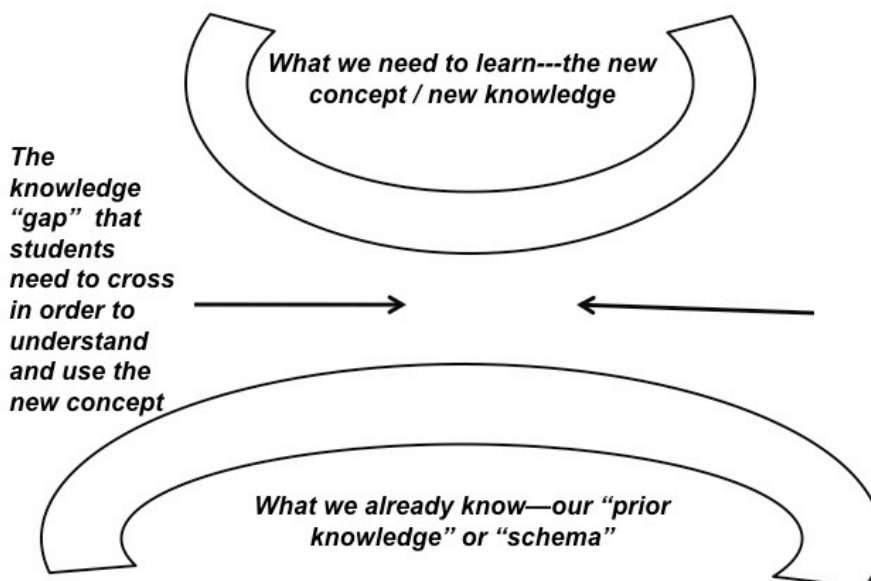 What we need to learn---the new
concept / new knowledge
The
knowledge
“gap” that
students
need to cross
in order to
understand
and use the
new concept
What we already know—our “prior
knowledge” or “schema”